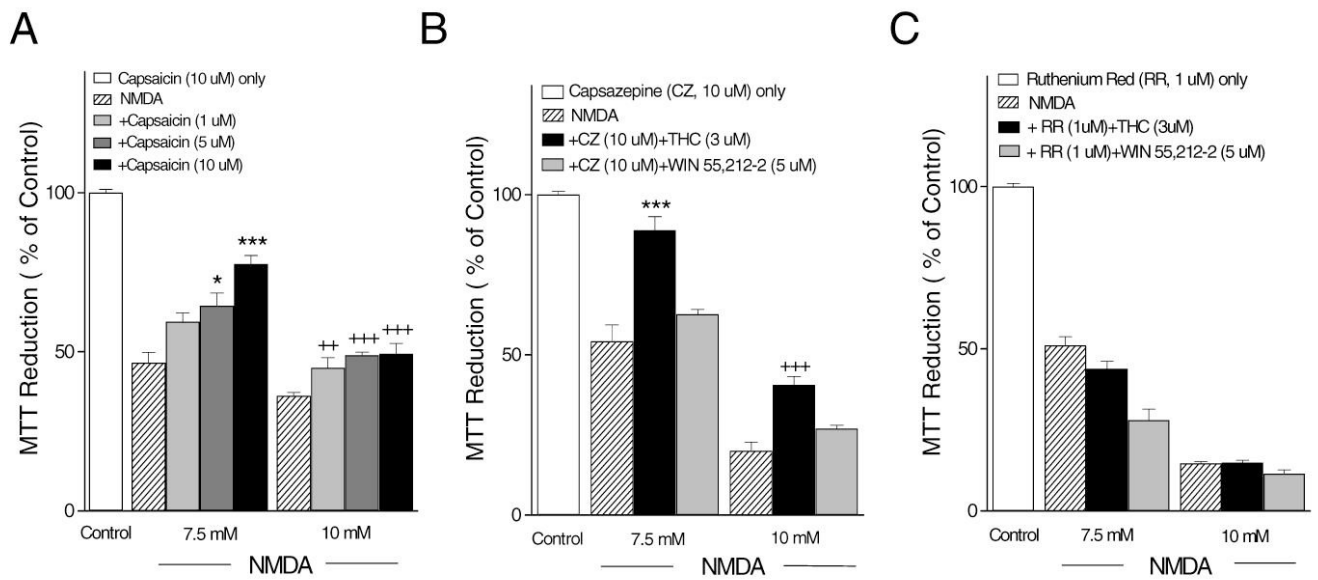 A
Capsaicin (10 uM) only
NMDA
+Capsaicin (1 uM)
+Capsaicin (5 uM)
+Capsaicin (10 uM)
MTT Reduction ( % of Control)
100
50
0
*
***
++
+++
+++
Control
7.5 mM
10 mM
NMDA
B
Capsazepine (CZ, 10 uM) only
NMDA
+CZ (10 uM)+THC (3 uM)
+CZ (10 uM)+WIN 55,212-2 (5 uM)
MTT Reduction ( % of Control)
100
50
0
***
+++
Control
7.5 mM
10 mM
NMDA
C
Ruthenium Red (RR, 1 uM) only
NMDA
+ RR (1uM)+THC (3uM)
+ RR (1 uM)+WIN 55,212-2 (5 uM)
MTT Reduction ( % of Control)
100
50
0
Control
7.5 mM
10 mM
NMDA